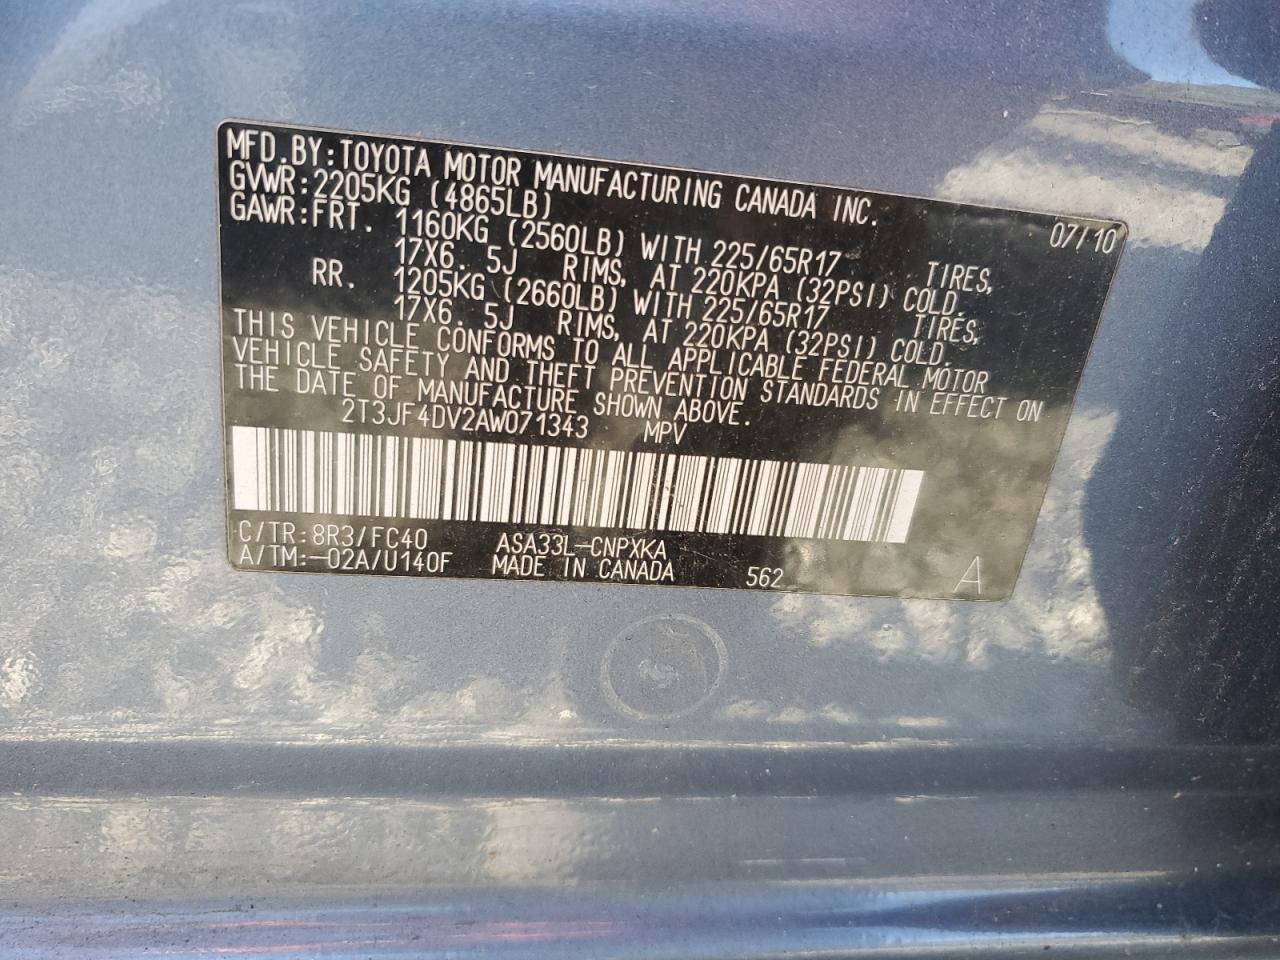 MFD.BY:TOYOTA MOTOR MANUFACTURING CANADA INC.
GVWR:2205KG (4865LB) 07/10
GAWR:FRT. 1160KG (2560LB) WITH 225/65R17 TIRES,
17X6.5J RIMS, AT 220KPA (32PSI) COLD.
RR. 1205KG (2660LB) WITH 225/65R17 TIRES,
17X6.5J RIMS, AT 220KPA (32PSI) COLD.
THIS VEHICLE CONFORMS TO ALL APPLICABLE FEDERAL MOTOR
VEHICLE SAFETY AND THEFT PREVENTION STANDARDS IN EFFECT ON
THE DATE OF MANUFACTURE SHOWN ABOVE.
2T3JF4DV2AW071343 MPV
C/TR:8R3/FC40 ASA33L-CNPXKA
A/TM:-02A/U140F MADE IN CANADA 562 A